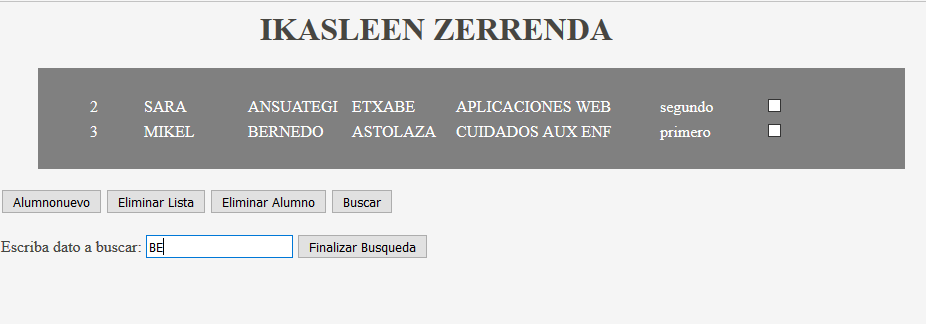 IKASLEEN ZERRENDA
2 SARA ANSUATEGI ETXABE APLICACIONES WEB segundo
3 MIKEL BERNEDO ASTOLAZA CUIDADOS AUX ENF primero
Alumnonuevo Eliminar Lista Eliminar Alumno Buscar
Escriba dato a buscar: BE Finalizar Busqueda